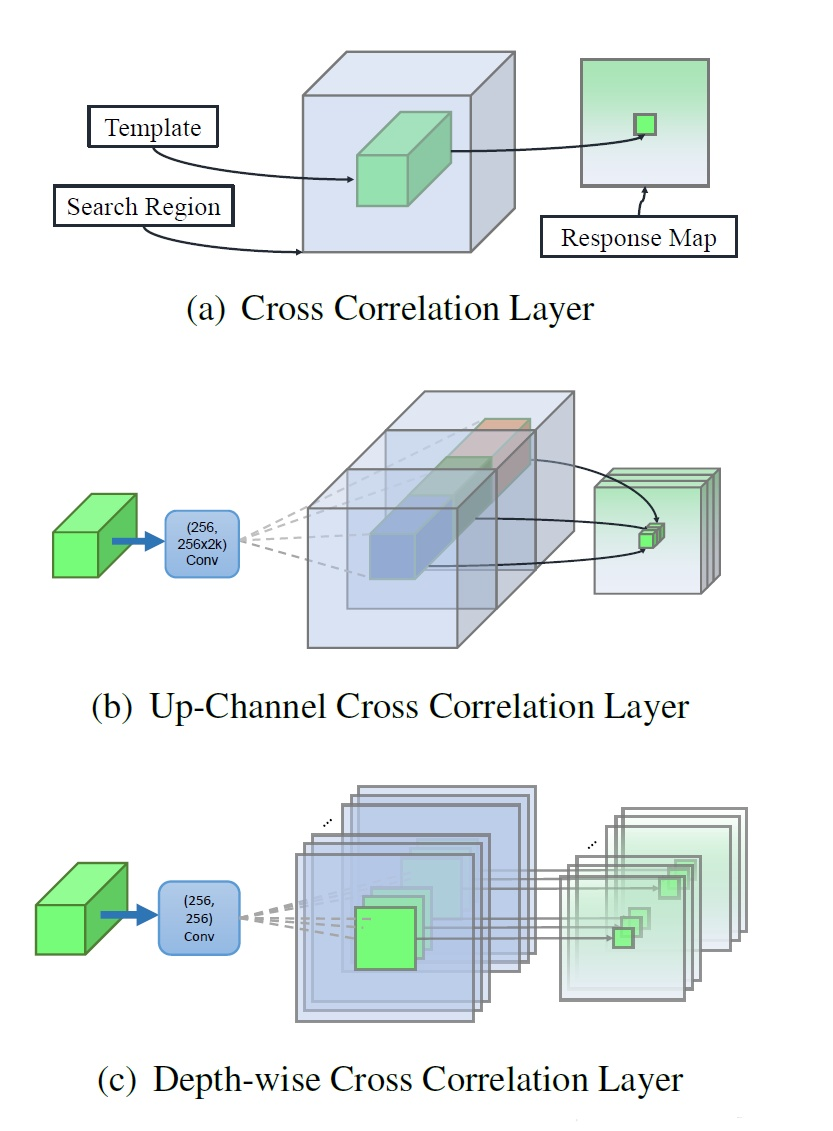 Template
Search Region
Response Map
(a) Cross Correlation Layer
(256,
256x2k)
Conv
(b) Up-Channel Cross Correlation Layer
...
(256,
256)
Conv
...
(c) Depth-wise Cross Correlation Layer